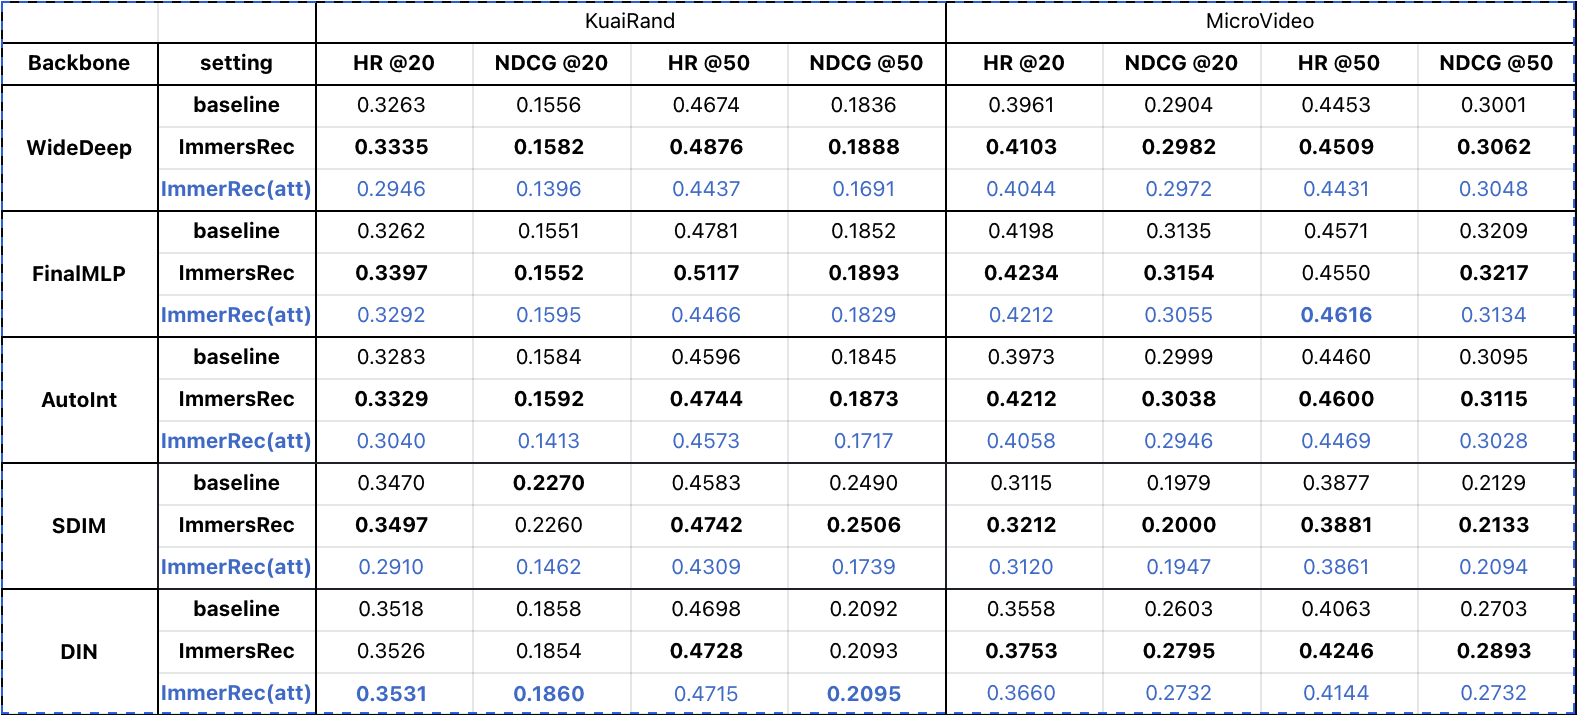 KuaiRand MicroVideo
Backbone setting HR @20 NDCG @20 HR @50 NDCG @50 HR @20 NDCG @20 HR @50 NDCG @50
WideDeep
baseline 0.3263 0.1556 0.4674 0.1836 0.3961 0.2904 0.4453 0.3001
ImmersRec 0.3335 0.1582 0.4876 0.1888 0.4103 0.2982 0.4509 0.3062
ImmerRec(att) 0.2946 0.1396 0.4437 0.1691 0.4044 0.2972 0.4431 0.3048
FinalMLP
baseline 0.3262 0.1551 0.4781 0.1852 0.4198 0.3135 0.4571 0.3209
ImmersRec 0.3397 0.1552 0.5117 0.1893 0.4234 0.3154 0.4550 0.3217
ImmerRec(att) 0.3292 0.1595 0.4466 0.1829 0.4212 0.3055 0.4616 0.3134
AutoInt
baseline 0.3283 0.1584 0.4596 0.1845 0.3973 0.2999 0.4460 0.3095
ImmersRec 0.3329 0.1592 0.4744 0.1873 0.4212 0.3038 0.4600 0.3115
ImmerRec(att) 0.3040 0.1413 0.4573 0.1717 0.4058 0.2946 0.4469 0.3028
SDIM
baseline 0.3470 0.2270 0.4583 0.2490 0.3115 0.1979 0.3877 0.2129
ImmersRec 0.3497 0.2260 0.4742 0.2506 0.3212 0.2000 0.3881 0.2133
ImmerRec(att) 0.2910 0.1462 0.4309 0.1739 0.3120 0.1947 0.3861 0.2094
DIN
baseline 0.3518 0.1858 0.4698 0.2092 0.3558 0.2603 0.4063 0.2703
ImmersRec 0.3526 0.1854 0.4728 0.2093 0.3753 0.2795 0.4246 0.2893
ImmerRec(att) 0.3531 0.1860 0.4715 0.2095 0.3660 0.2732 0.4144 0.2732